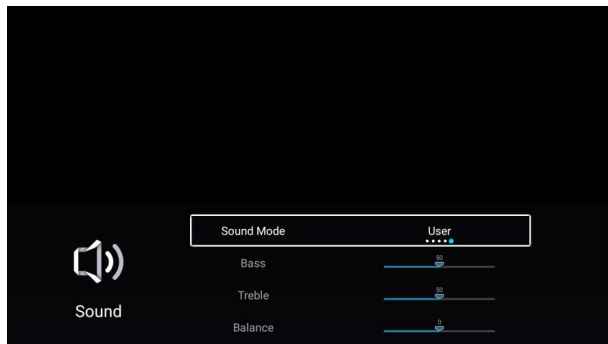 Sound Mode User
Bass 50
Treble 50
Sound
Balance 0